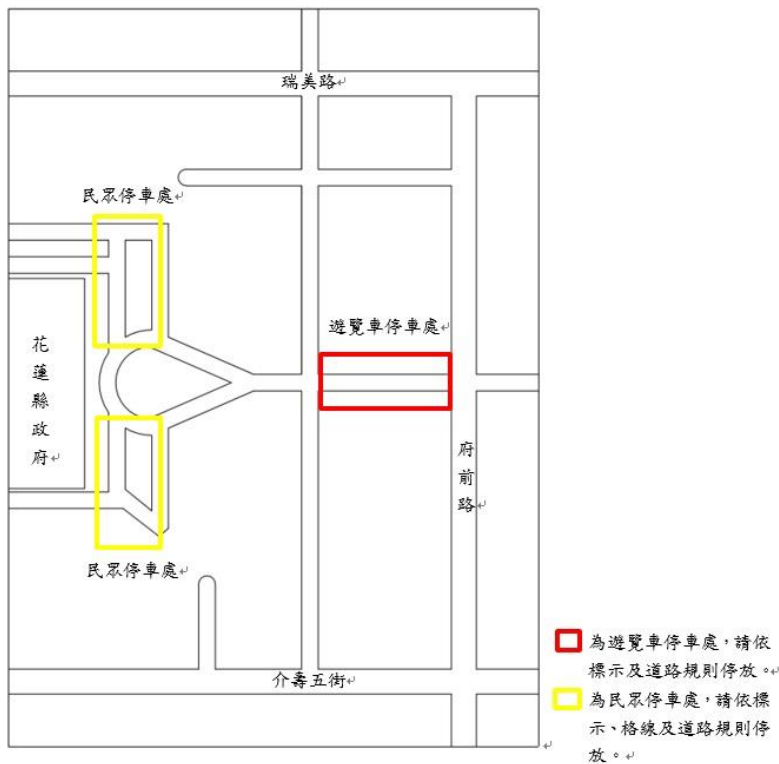 瑞美路
民眾停車處
遊覽車停車處
花蓮縣政府
府前路
民眾停車處
介壽五街
為遊覽車停車處，請依
標示及道路規則停放。
為民眾停車處，請依標
示、格線及道路規則停
放。